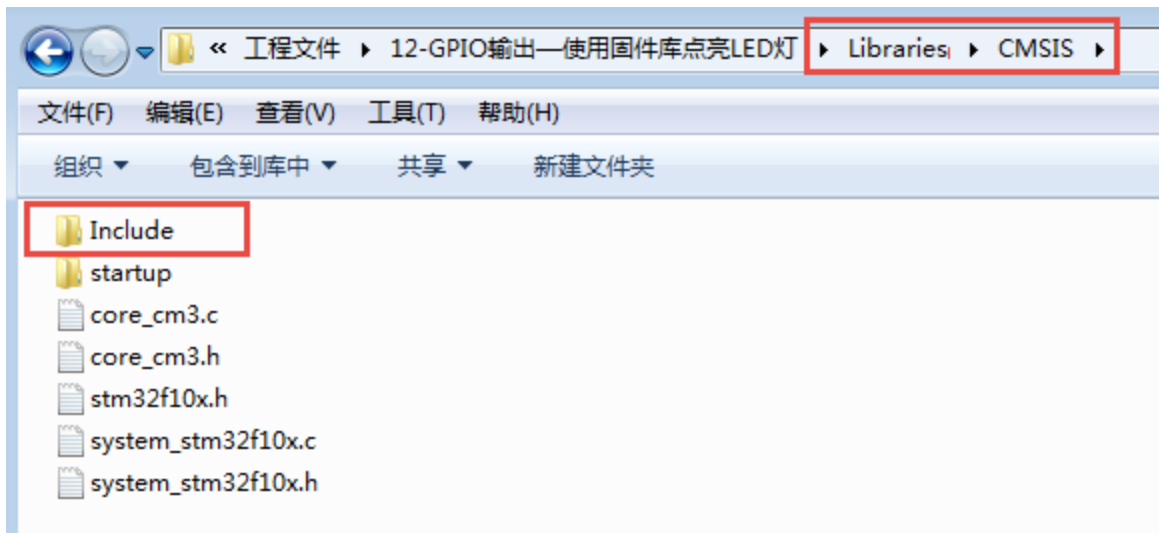 « 工程文件 ▸ 12-GPIO输出—使用固件库点亮LED灯 ▸ Libraries ▸ CMSIS ▸
文件(F) 编辑(E) 查看(V) 工具(T) 帮助(H)
组织 ▾ 包含到库中 ▾ 共享 ▾ 新建文件夹
Include
startup
core_cm3.c
core_cm3.h
stm32f10x.h
system_stm32f10x.c
system_stm32f10x.h